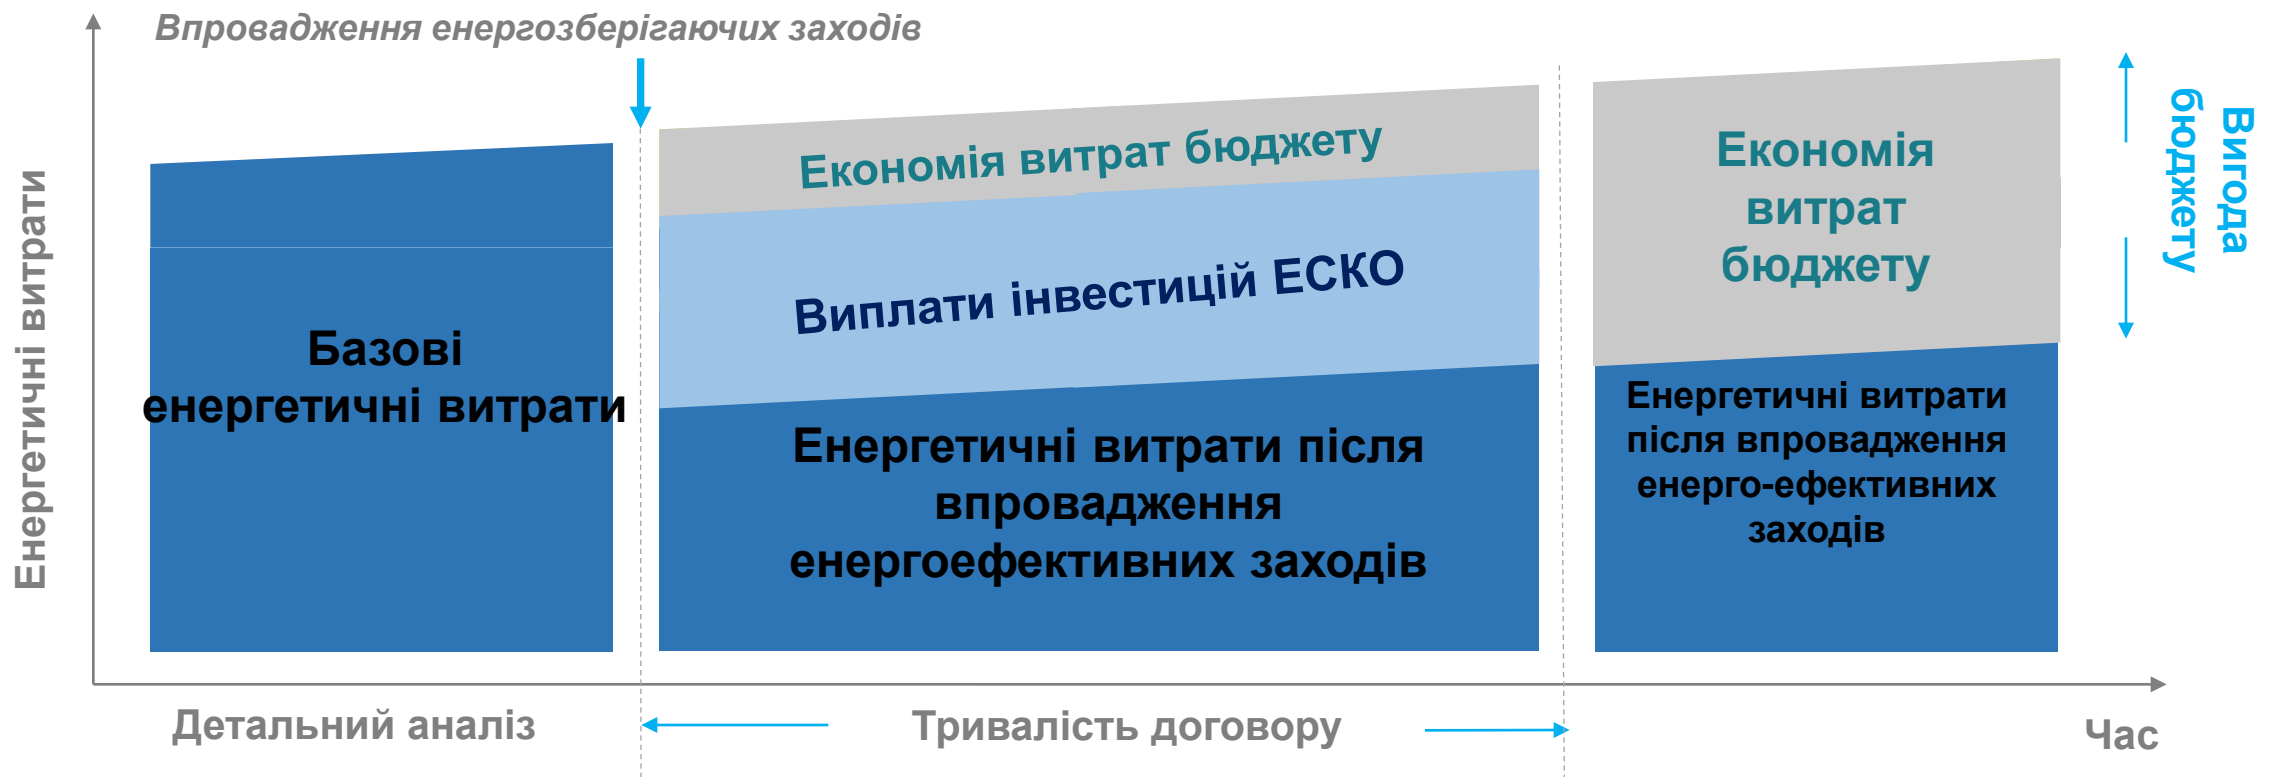 Впровадження енергозберігаючих заходів
Енергетичні витрати
Базові
енергетичні витрати
Економія витрат бюджету
Виплати інвестицій ЕСКО
Енергетичні витрати після
впровадження
енергоефективних заходів
Економія
витрат
бюджету
Енергетичні витрати
після впровадження
енерго-ефективних
заходів
Вигода
бюджету
Детальний аналіз
Тривалість договору
Час